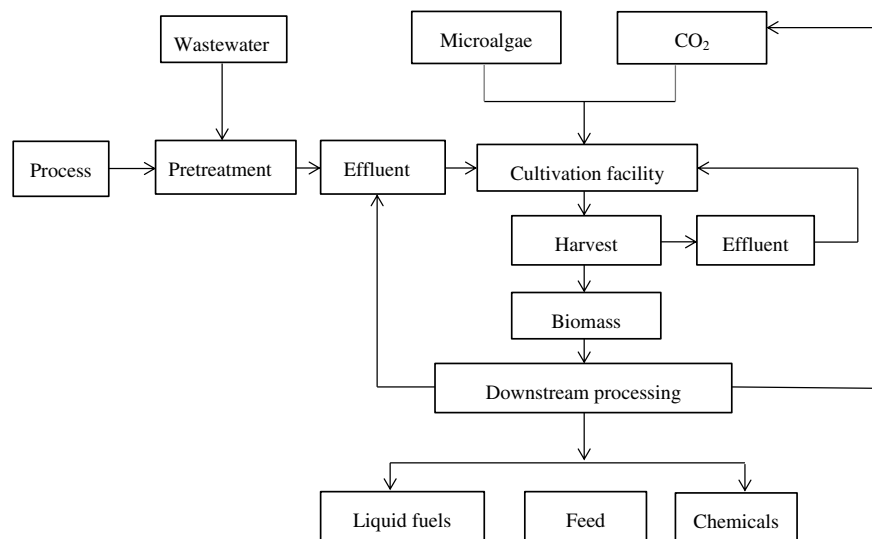 Wastewater
Microalgae
CO₂
Process
Pretreatment
Effluent
Cultivation facility
Harvest
Effluent
Biomass
Downstream processing
Liquid fuels
Feed
Chemicals